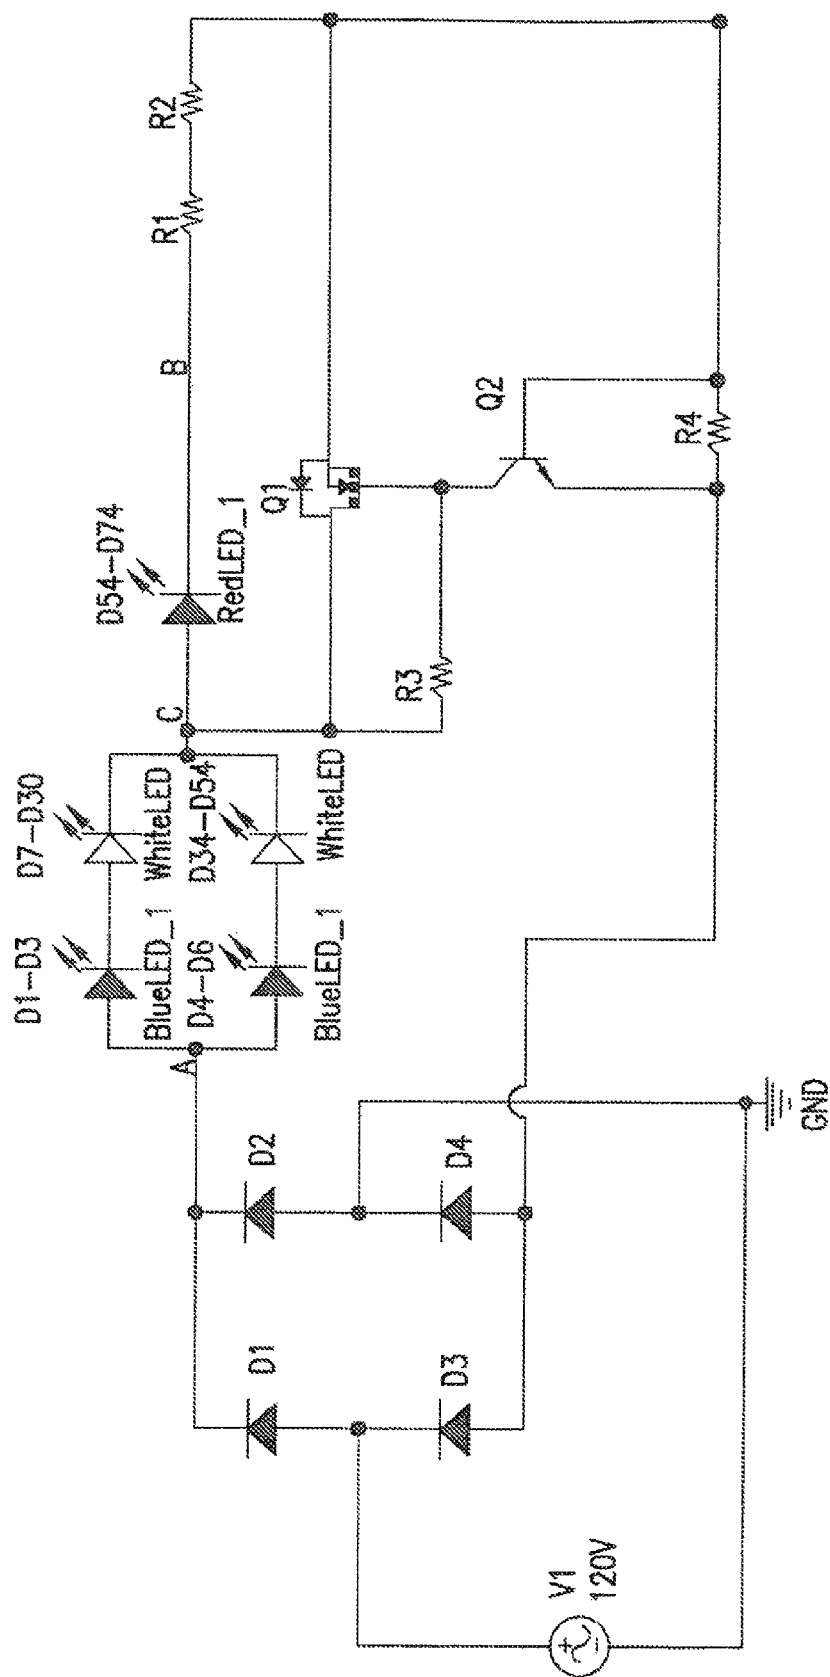 V1
120V
GND
D1
D2
D3
D4
A
D1-D3
BlueLED_1
D4-D6
BlueLED_1
D7-D30
WhiteLED
D34-D54
WhiteLED
C
D54-D74
RedLED_1
B
R1
R2
Q1
R3
Q2
R4